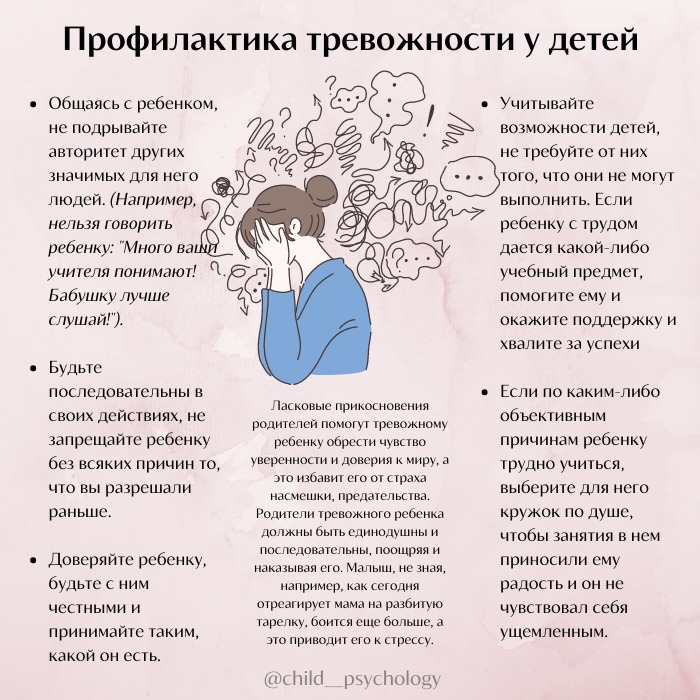 Профилактика тревожности у детей
Общаясь с ребенком,
не подрывайте
авторитет других
значимых для него
людей. (Например,
нельзя говорить
ребенку: "Много ваши
учителя понимают!
Бабушку лучше
слушай!").
Будьте
последовательны в
своих действиях, не
запрещайте ребенку
без всяких причин то,
что вы разрешали
раньше.
Доверяйте ребенку,
будьте с ним
честными и
принимайте таким,
какой он есть.
Ласковые прикосновения
родителей помогут тревожному
ребенку обрести чувство
уверенности и доверия к миру, а
это избавит его от страха
насмешки, предательства.
Родители тревожного ребенка
должны быть единодушны и
последовательны, поощряя и
наказывая его. Малыш, не зная,
например, как сегодня
отреагирует мама на разбитую
тарелку, боится еще больше, а
это приводит его к стрессу.
Учитывайте
возможности детей,
не требуйте от них
того, что они не могут
выполнить. Если
ребенку с трудом
дается какой-либо
учебный предмет,
помогите ему и
окажите поддержку и
хвалите за успехи
Если по каким-либо
объективным
причинам ребенку
трудно учиться,
выберите для него
кружок по душе,
чтобы занятия в нем
приносили ему
радость и он не
чувствовал себя
ущемленным.
@child__psychology